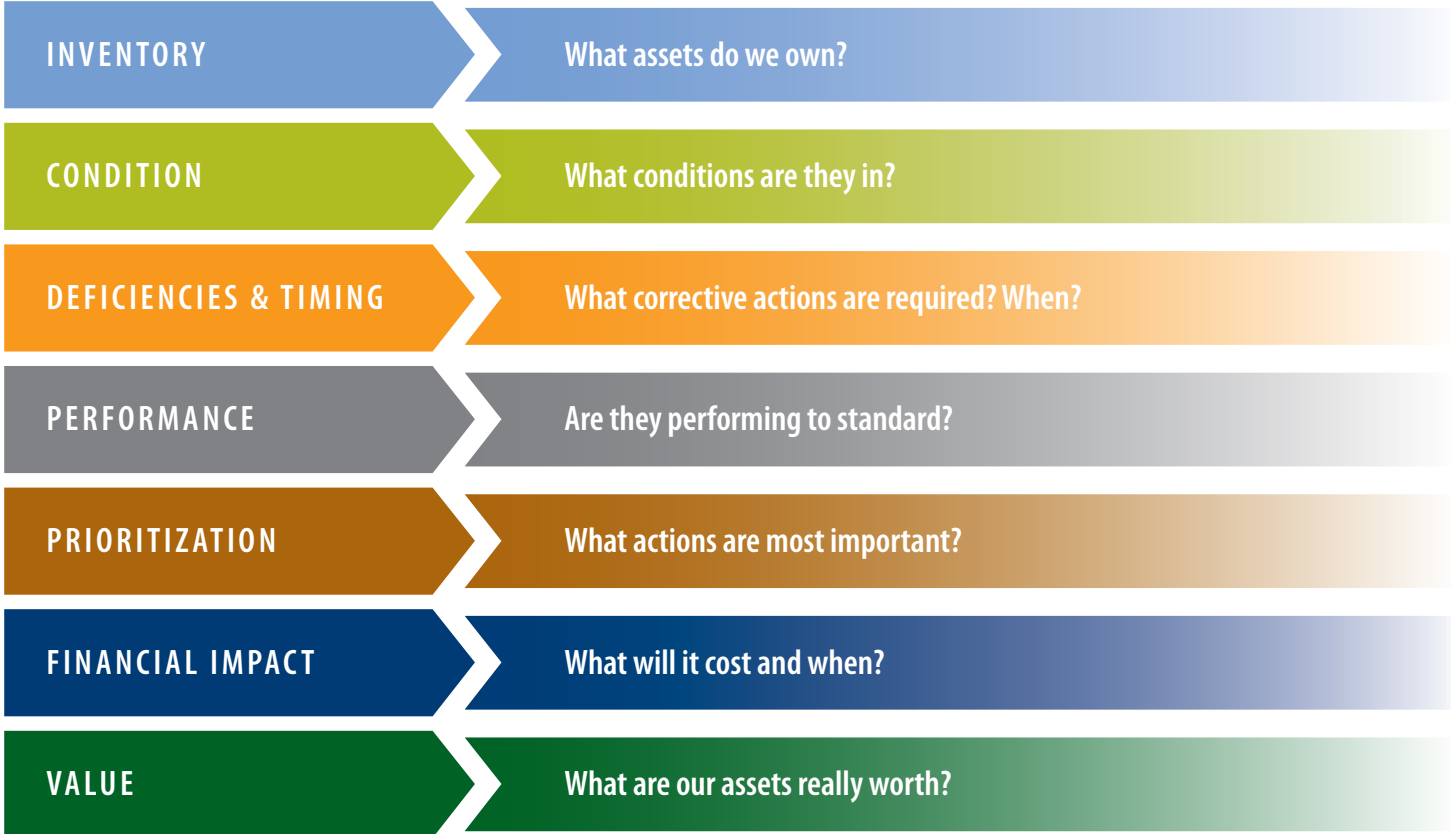 INVENTORY
What assets do we own?
CONDITION
What conditions are they in?
DEFICIENCIES & TIMING
What corrective actions are required? When?
PERFORMANCE
Are they performing to standard?
PRIORITIZATION
What actions are most important?
FINANCIAL IMPACT
What will it cost and when?
VALUE
What are our assets really worth?